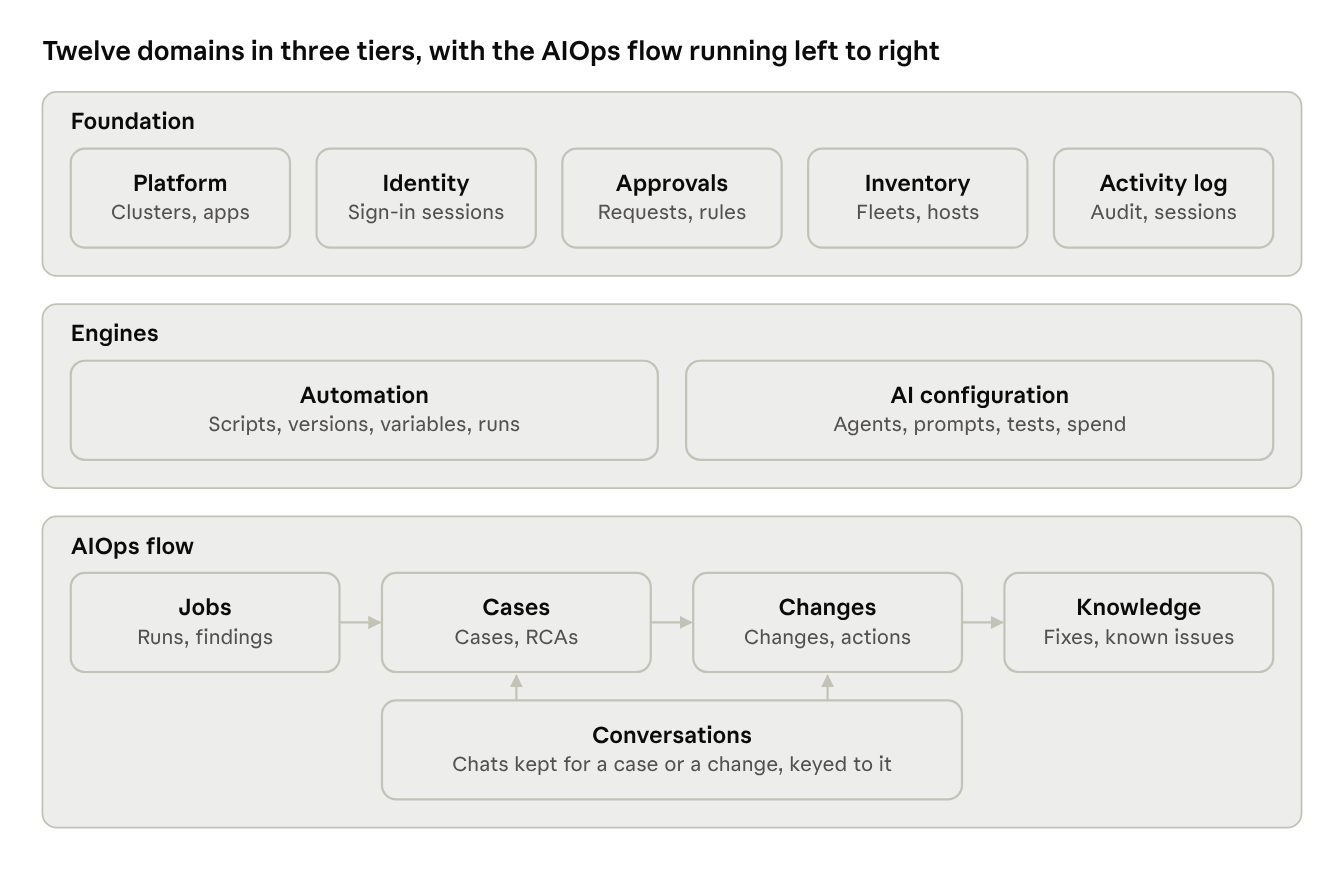 Twelve domains in three tiers, with the AIOps flow running left to right
Foundation
Platform
Clusters, apps
Identity
Sign-in sessions
Approvals
Requests, rules
Inventory
Fleets, hosts
Activity log
Audit, sessions
Engines
Automation
Scripts, versions, variables, runs
AI configuration
Agents, prompts, tests, spend
AIOps flow
Jobs
Runs, findings
Cases
Cases, RCAs
Changes
Changes, actions
Knowledge
Fixes, known issues
Conversations
Chats kept for a case or a change, keyed to it